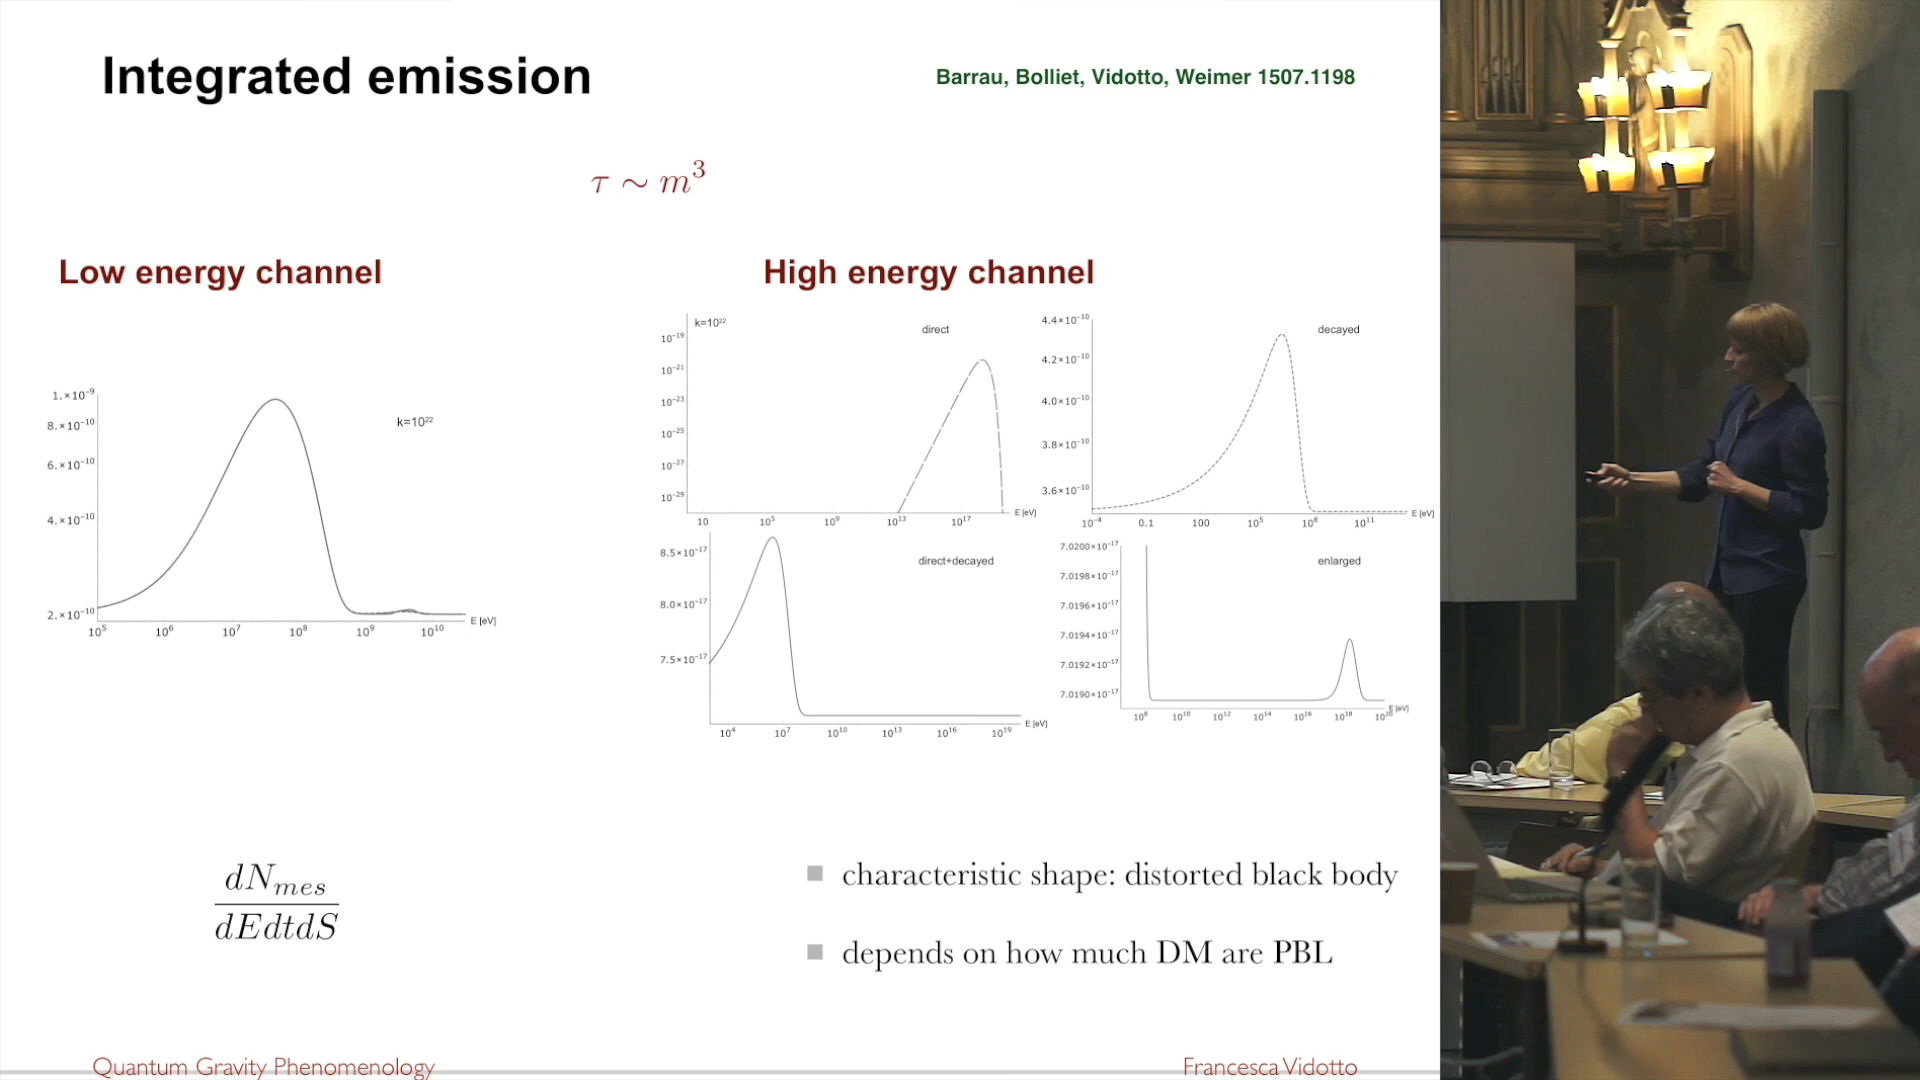 Integrated emission
Barrau, Bolliet, Vidotto, Weimer 1507.1198
τ ∼ m³
Low energy channel
High energy channel
1.×10⁻⁹
8.×10⁻¹⁰
6.×10⁻¹⁰
4.×10⁻¹⁰
2.×10⁻¹⁰
k=10²²
10⁵ 10⁶ 10⁷ 10⁸ 10⁹ 10¹⁰ E [eV]
k=10²²
direct
10⁻¹⁹
10⁻²¹
10⁻²³
10⁻²⁵
10⁻²⁷
10⁻²⁹
10 10⁵ 10⁹ 10¹³ 10¹⁷ E [eV]
decayed
4.4×10⁻¹⁰
4.2×10⁻¹⁰
4.0×10⁻¹⁰
3.8×10⁻¹⁰
3.6×10⁻¹⁰
10⁻⁴ 0.1 100 10⁵ 10⁸ 10¹¹ E [eV]
direct+decayed
8.5×10⁻¹⁷
8.0×10⁻¹⁷
7.5×10⁻¹⁷
10⁴ 10⁷ 10¹⁰ 10¹³ 10¹⁶ 10¹⁹ E [eV]
enlarged
7.0200×10⁻¹⁷
7.0198×10⁻¹⁷
7.0196×10⁻¹⁷
7.0194×10⁻¹⁷
7.0192×10⁻¹⁷
7.0190×10⁻¹⁷
10⁸ 10¹⁰ 10¹² 10¹⁴ 10¹⁶ 10¹⁸ 10²⁰ E [eV]
dN_mes
dEdtdS
characteristic shape: distorted black body
depends on how much DM are PBL
Quantum Gravity Phenomenology
Francesca Vidotto